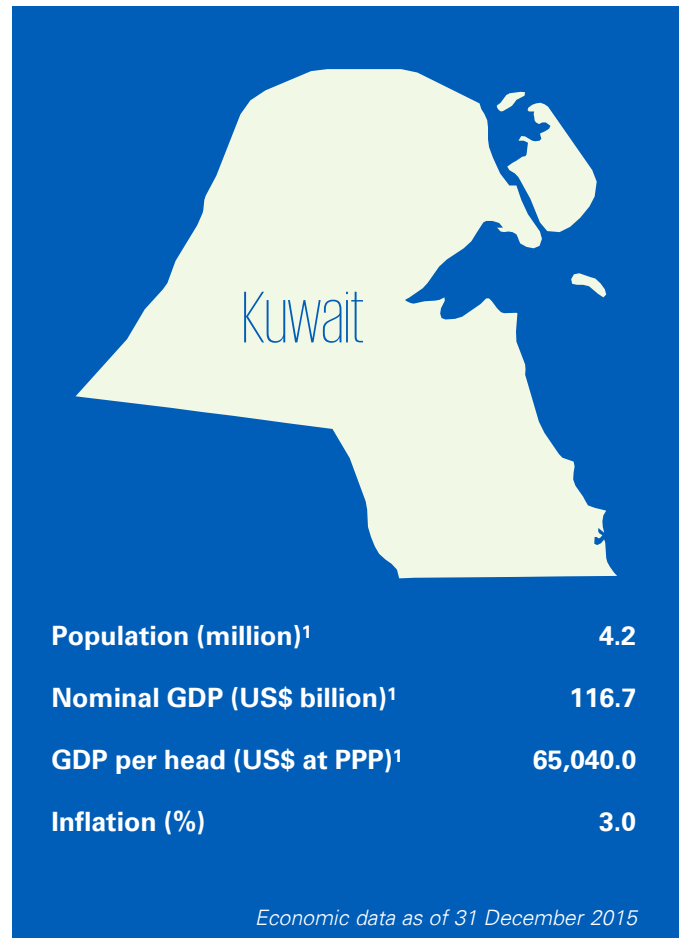 Kuwait
Population (million)¹ 4.2
Nominal GDP (US$ billion)¹ 116.7
GDP per head (US$ at PPP)¹ 65,040.0
Inflation (%) 3.0
Economic data as of 31 December 2015